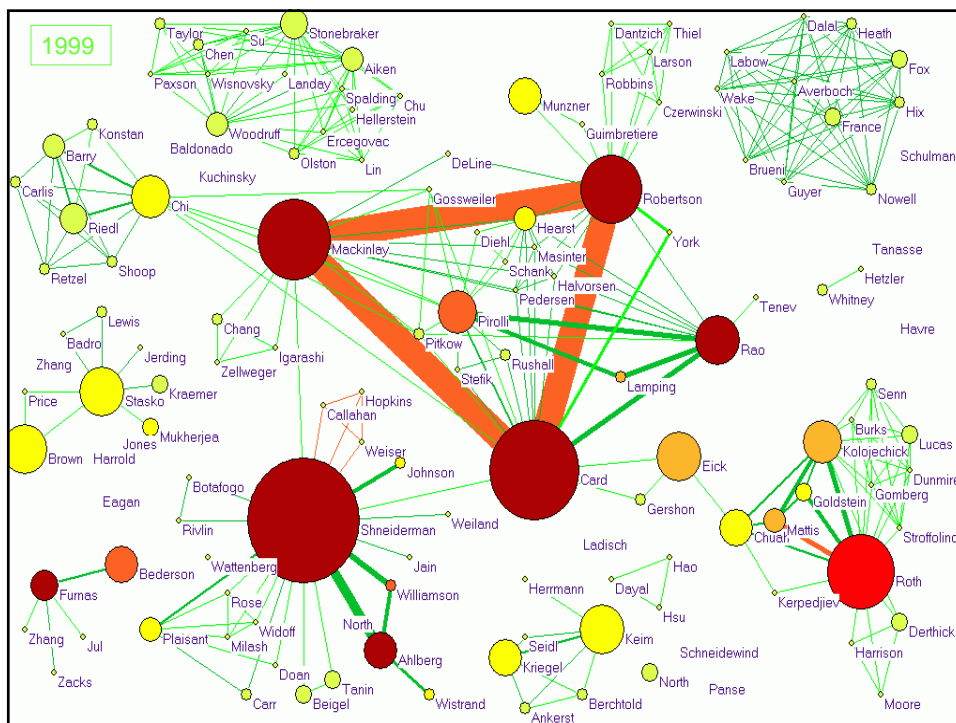 1999
Taylor
Su
Stonebraker
Chen
Aiken
Paxson
Wisnovsky
Landay
Spalding
Chu
Hellerstein
Woodruff
Ercegovac
Baldonado
Olston
Lin
Kuchinsky
Dantzich
Thiel
Larson
Robbins
Munzner
Czerwinski
Guimbretiere
Dalal
Heath
Labow
Fox
Averboch
Wake
Hix
France
Schulman
Brueni
Guyer
Nowell
Konstan
Barry
Carlis
Chi
Riedl
Retzel
Shoop
DeLine
Gossweiler
Robertson
Mackinlay
Hearst
Diehl
Masinter
York
Schank
Halvorsen
Pedersen
Tanasse
Hetzler
Whitney
Tenev
Havre
Pirolli
Rao
Chang
Igarashi
Pitkow
Rushall
Zellweger
Stefik
Lamping
Lewis
Badro
Zhang
Jerding
Stasko
Kraemer
Price
Mukherjea
Jones
Brown
Harrold
Hopkins
Callahan
Weiser
Johnson
Card
Eick
Gershon
Senn
Burks
Lucas
Kolojechick
Dunmire
Goldstein
Gomberg
Chuah
Mattis
Stroffolino
Roth
Eagan
Botafogo
Rivlin
Shneiderman
Weiland
Wattenberg
Jain
Ladisch
Bederson
Furnas
Zhang
Jul
Zacks
Rose
Williamson
North
Plaisant
Widoff
Milash
Ahlberg
Doan
Tanin
Carr
Beigel
Wistrand
Herrmann
Dayal
Hao
Hsu
Seidl
Keim
Kriegel
Schneidewind
North
Panse
Berchtold
Ankerst
Kerpedjiev
Derthick
Harrison
Moore